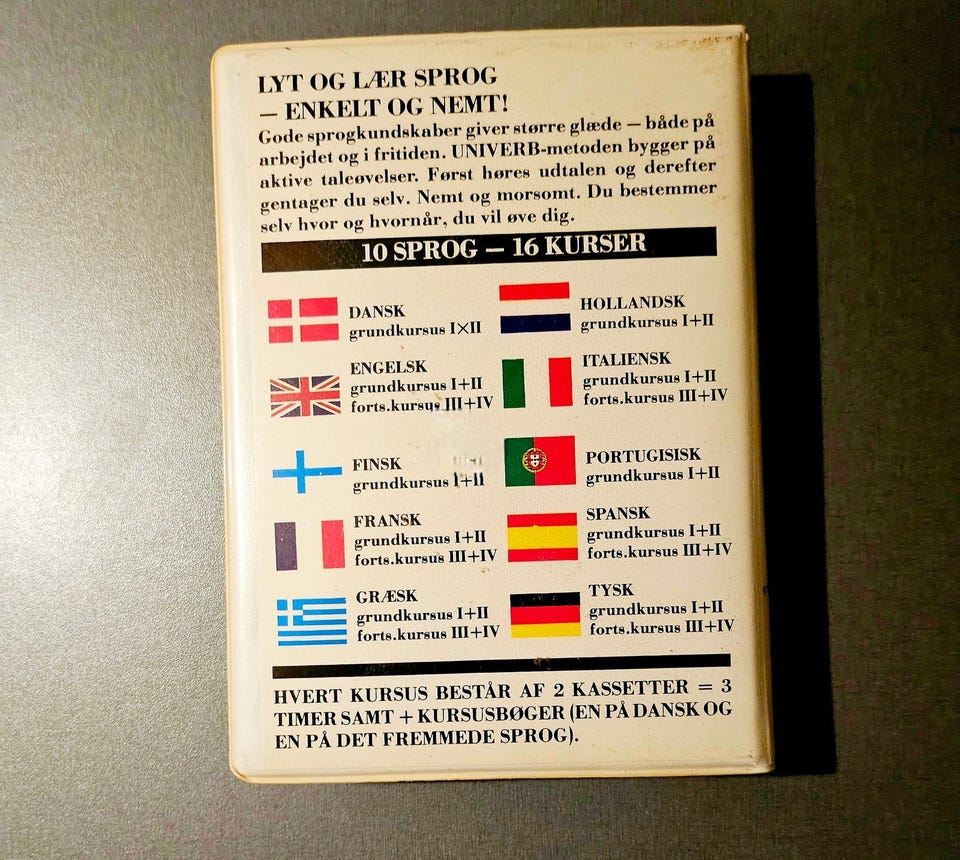 LYT OG LÆR SPROG
— ENKELT OG NEMT!
Gode sprogkundskaber giver større glæde — både på
arbejdet og i fritiden. UNIVERB-metoden bygger på
aktive taleøvelser. Først høres udtalen og derefter
gentager du selv. Nemt og morsomt. Du bestemmer
selv hvor og hvornår, du vil øve dig.
10 SPROG — 16 KURSER
DANSK
grundkursus I×II
ENGELSK
grundkursus I+II
forts.kursus III+IV
FINSK
grundkursus I+II
FRANSK
grundkursus I+II
forts.kursus III+IV
GRÆSK
grundkursus I+II
forts.kursus III+IV
HOLLANDSK
grundkursus I+II
ITALIENSK
grundkursus I+II
forts.kursus III+IV
PORTUGISISK
grundkursus I+II
SPANSK
grundkursus I+II
forts.kursus III+IV
TYSK
grundkursus I+II
forts.kursus III+IV
HVERT KURSUS BESTÅR AF 2 KASSETTER = 3
TIMER SAMT + KURSUSBØGER (EN PÅ DANSK OG
EN PÅ DET FREMMEDE SPROG).